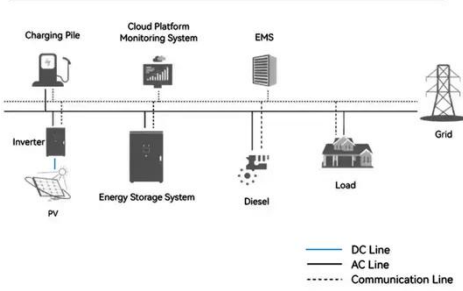 Charging Pile
Cloud Platform
Monitoring System
EMS
Grid
Inverter
PV
Energy Storage System
Diesel
Load
DC Line
AC Line
Communication Line